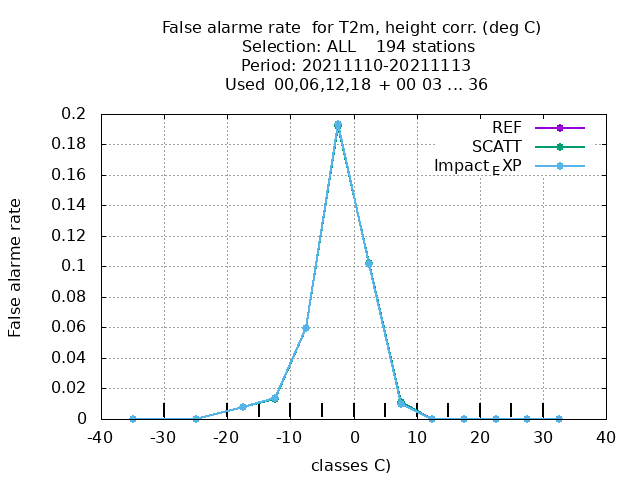 False alarme rate  for T2m, height corr. (deg C)
Selection: ALL    194 stations
Period: 20211110-20211113
Used  00,06,12,18  + 00 03 ... 36
REF
SCATT
Impact_EXP
False alarme rate
0.2
0.18
0.16
0.14
0.12
0.1
0.08
0.06
0.04
0.02
0
-40 -30 -20 -10 0 10 20 30 40
classes C)